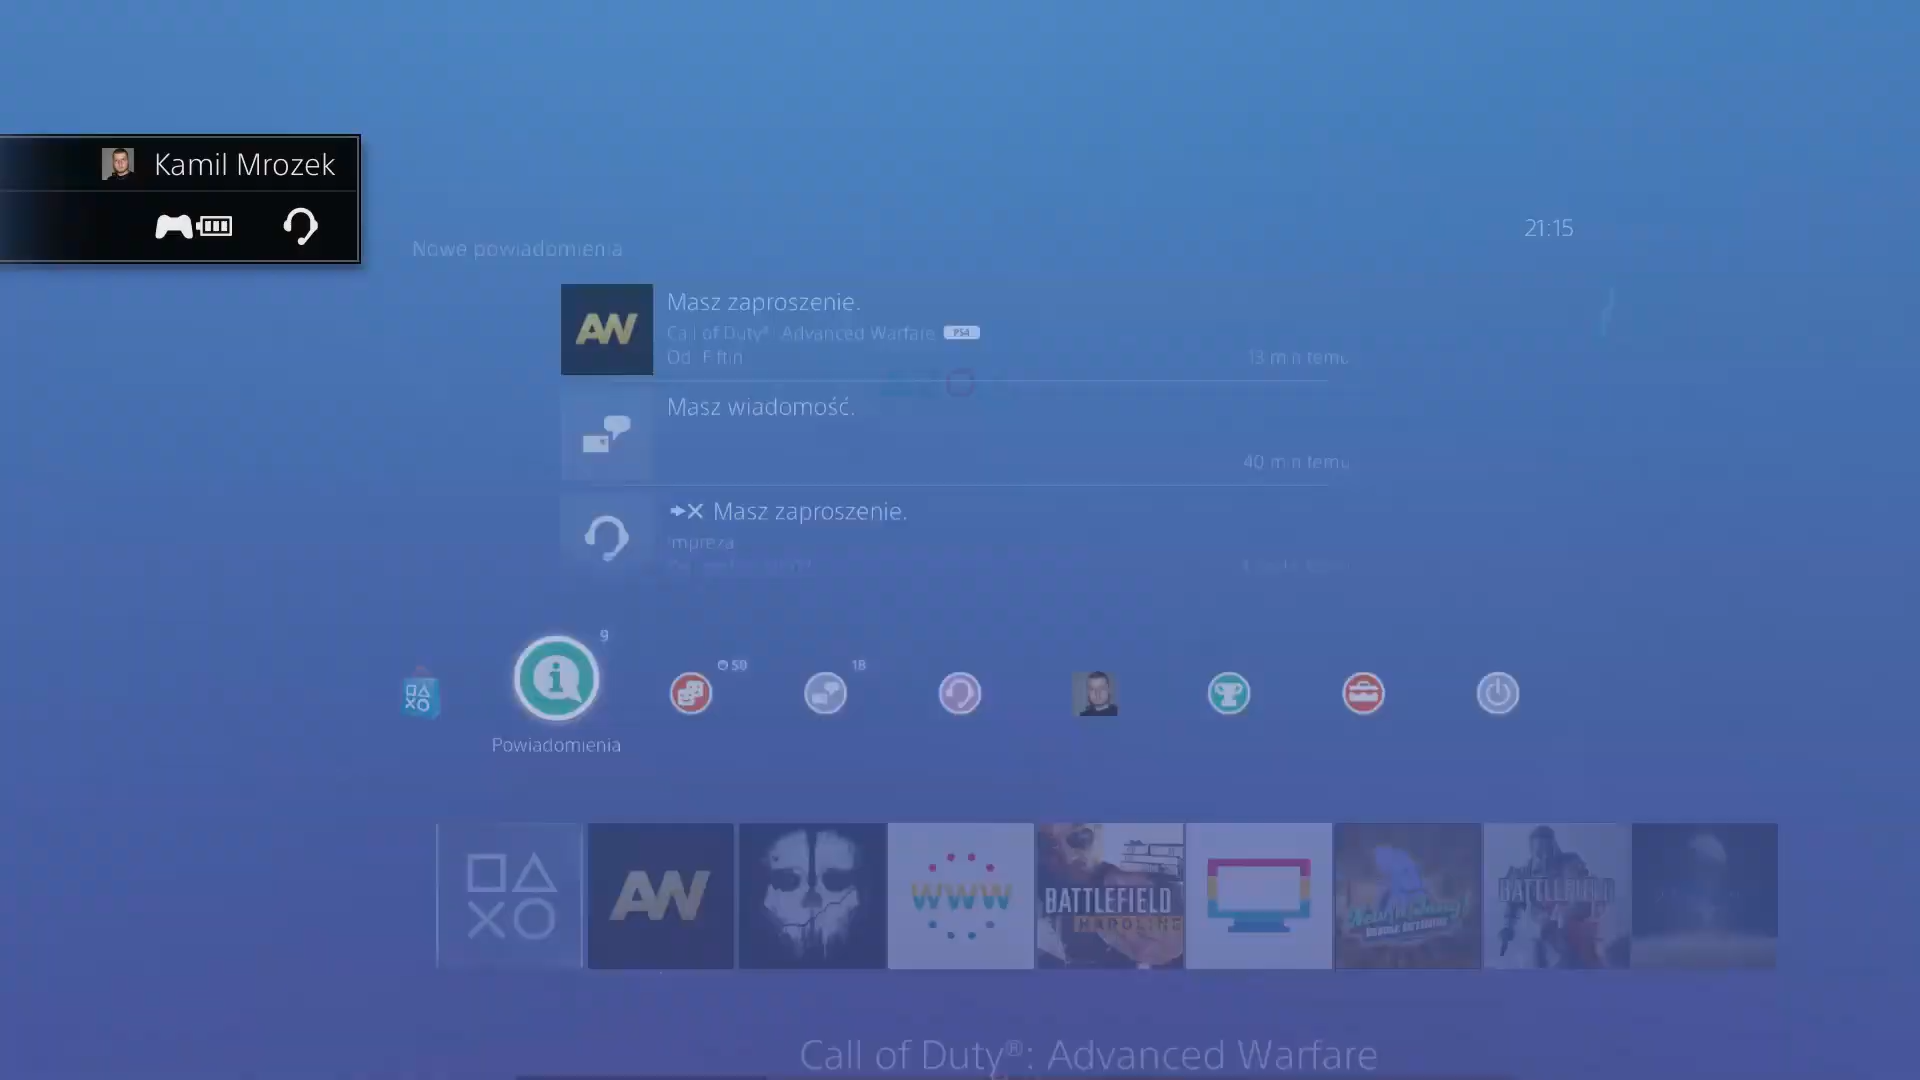 Kamil Mrozek
21:15
Nowe powiadomienia
Masz zaproszenie.
Call of Duty®: Advanced Warfare PS4
13 min temu
Masz wiadomość.
40 min temu
Masz zaproszenie.
Impreza
9
50
18
Powiadomienia
AW
AW
www
BATTLEFIELD
HARDLINE
BATTLEFIELD
4
Call of Duty®: Advanced Warfare